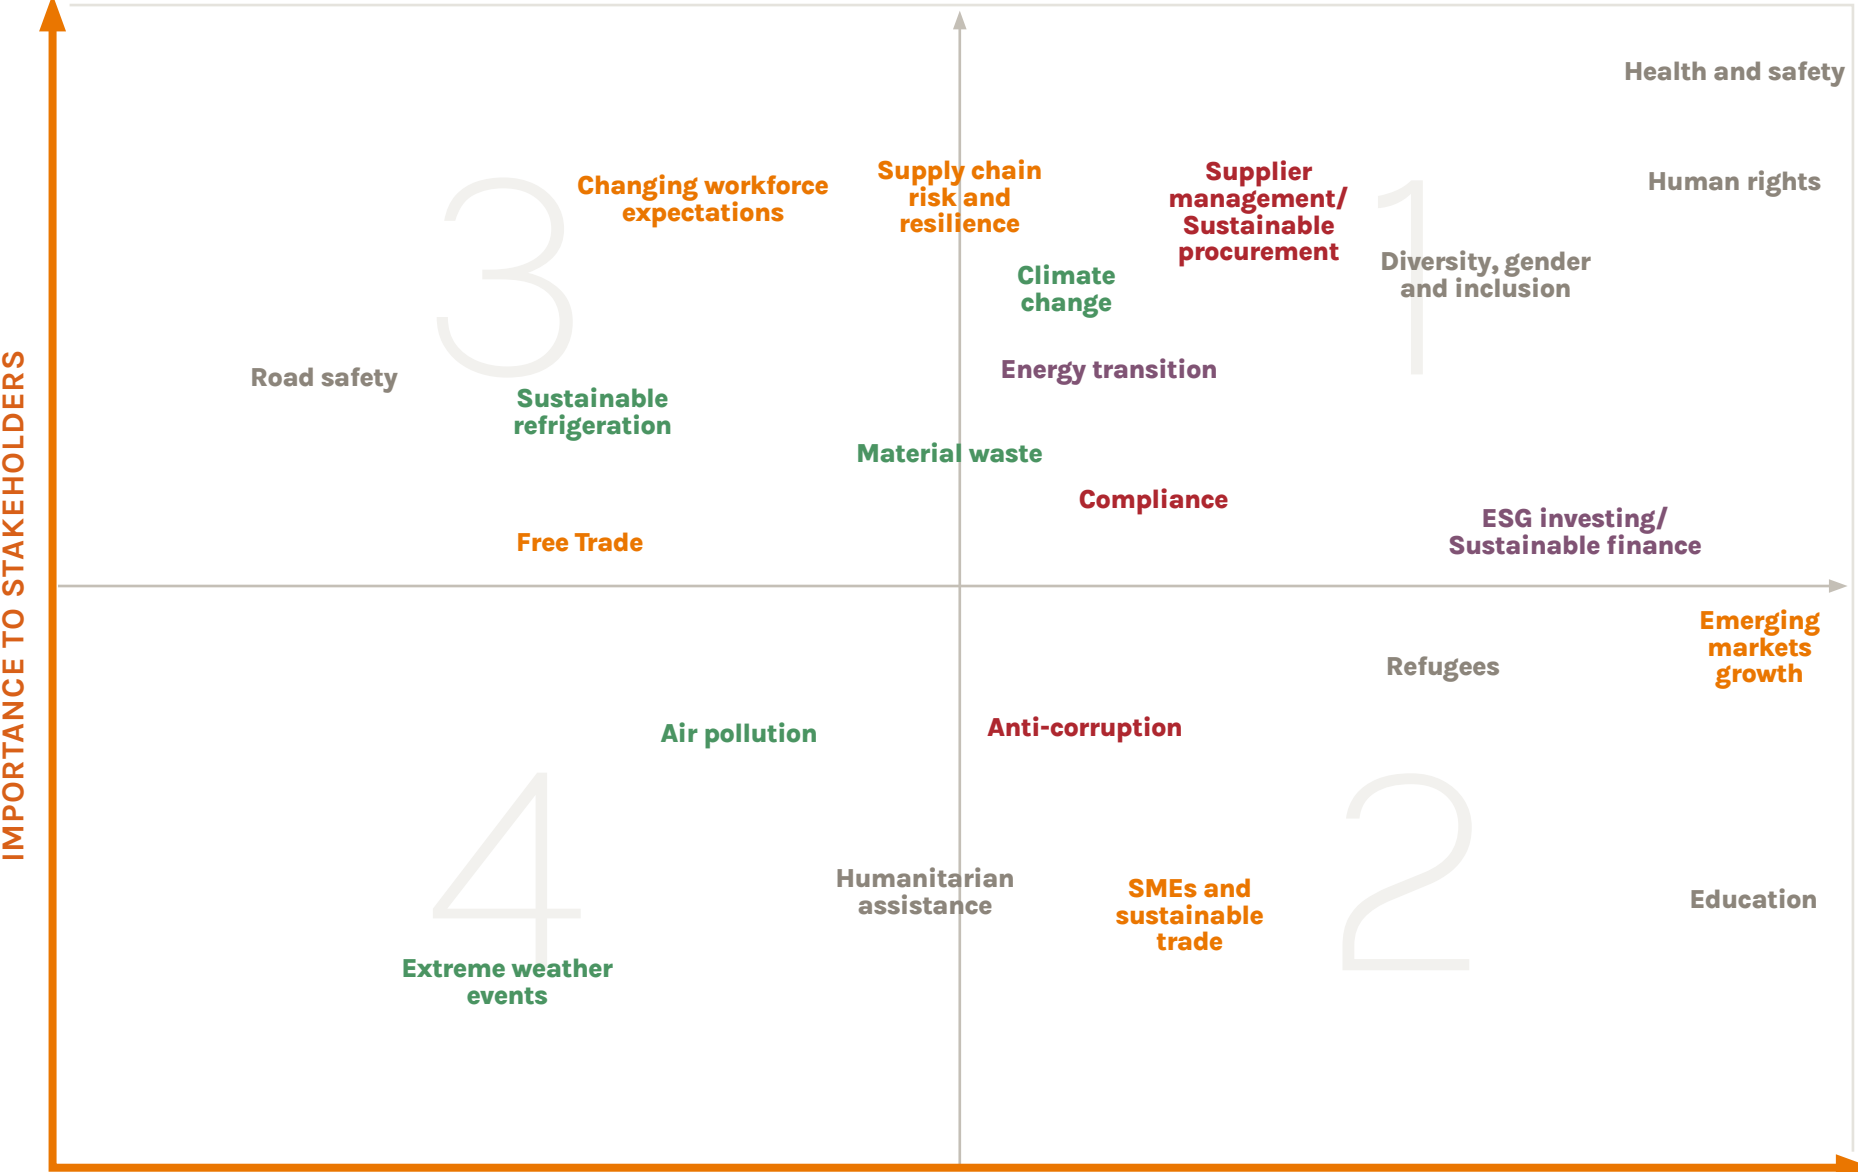 IMPORTANCE TO STAKEHOLDERS
3
1
4
2
Health and safety
Human rights
Supplier
management/
Sustainable
procurement
Diversity, gender
and inclusion
Supply chain
risk and
resilience
Climate
change
Energy transition
Material waste
Compliance
ESG investing/
Sustainable finance
Changing workforce
expectations
Road safety
Sustainable
refrigeration
Free Trade
Emerging
markets
growth
Refugees
Anti-corruption
Air pollution
Humanitarian
assistance
SMEs and
sustainable
trade
Education
Extreme weather
events